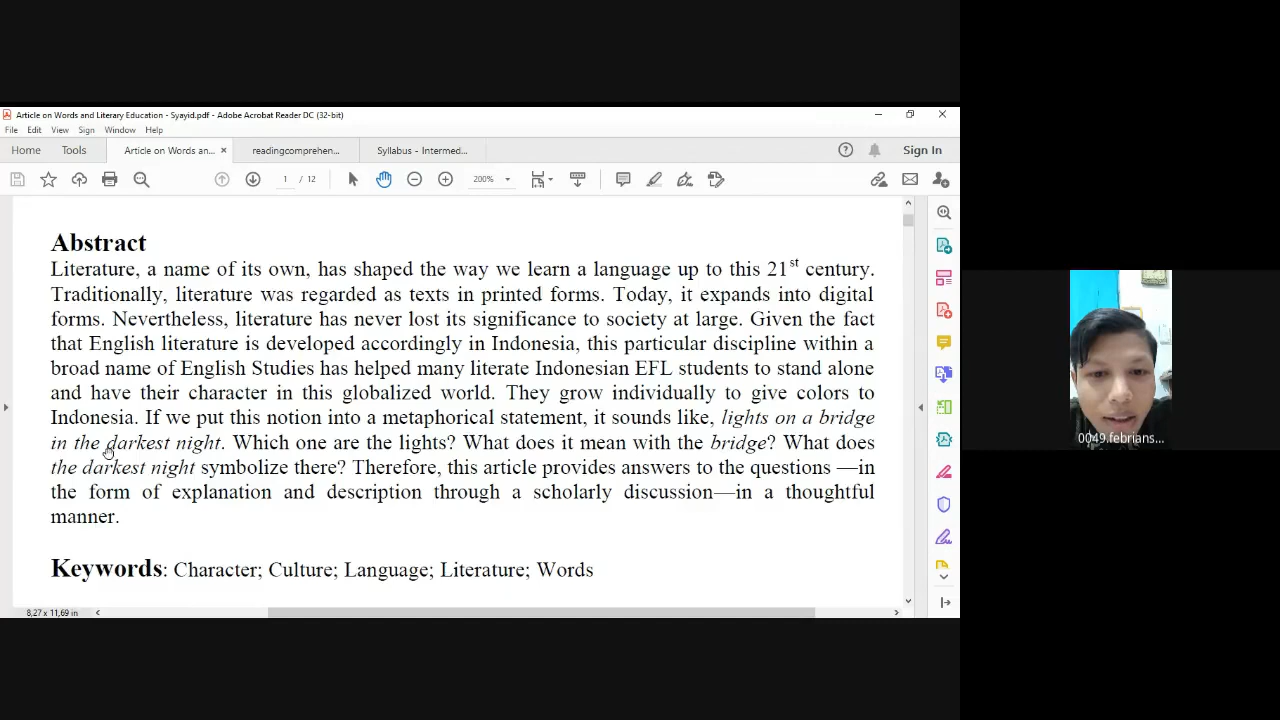 Article on Words and Literary Education - Syayid.pdf - Adobe Acrobat Reader DC (32-bit)
File Edit View Sign Window Help
Home Tools Article on Words an... × readingcomprehen... Syllabus - Intermed... Sign In
1 / 12 200%
Abstract
Literature, a name of its own, has shaped the way we learn a language up to this 21st century.
Traditionally, literature was regarded as texts in printed forms. Today, it expands into digital
forms. Nevertheless, literature has never lost its significance to society at large. Given the fact
that English literature is developed accordingly in Indonesia, this particular discipline within a
broad name of English Studies has helped many literate Indonesian EFL students to stand alone
and have their character in this globalized world. They grow individually to give colors to
Indonesia. If we put this notion into a metaphorical statement, it sounds like, lights on a bridge
in the darkest night. Which one are the lights? What does it mean with the bridge? What does
the darkest night symbolize there? Therefore, this article provides answers to the questions —in
the form of explanation and description through a scholarly discussion—in a thoughtful
manner.
Keywords: Character; Culture; Language; Literature; Words
8,27 x 11,69 in
0049.febrians...